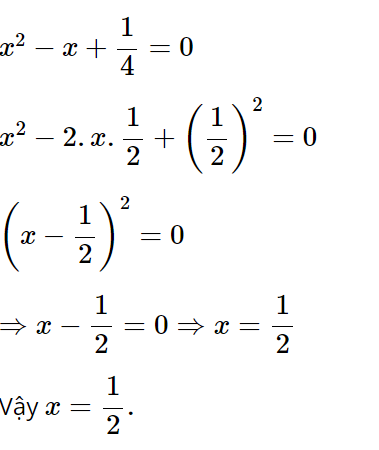 x² − x + 1/4 = 0
x² − 2.x.1/2 + (1/2)² = 0
(x − 1/2)² = 0
⇒ x − 1/2 = 0 ⇒ x = 1/2
Vậy x = 1/2.